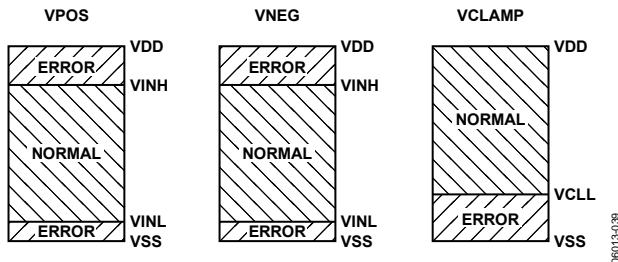 VPOS
VDD
ERROR
VINH
NORMAL
VINL
ERROR
VSS
VNEG
VDD
ERROR
VINH
NORMAL
VINL
ERROR
VSS
VCLAMP
VDD
NORMAL
VCLL
ERROR
VSS
06013-039